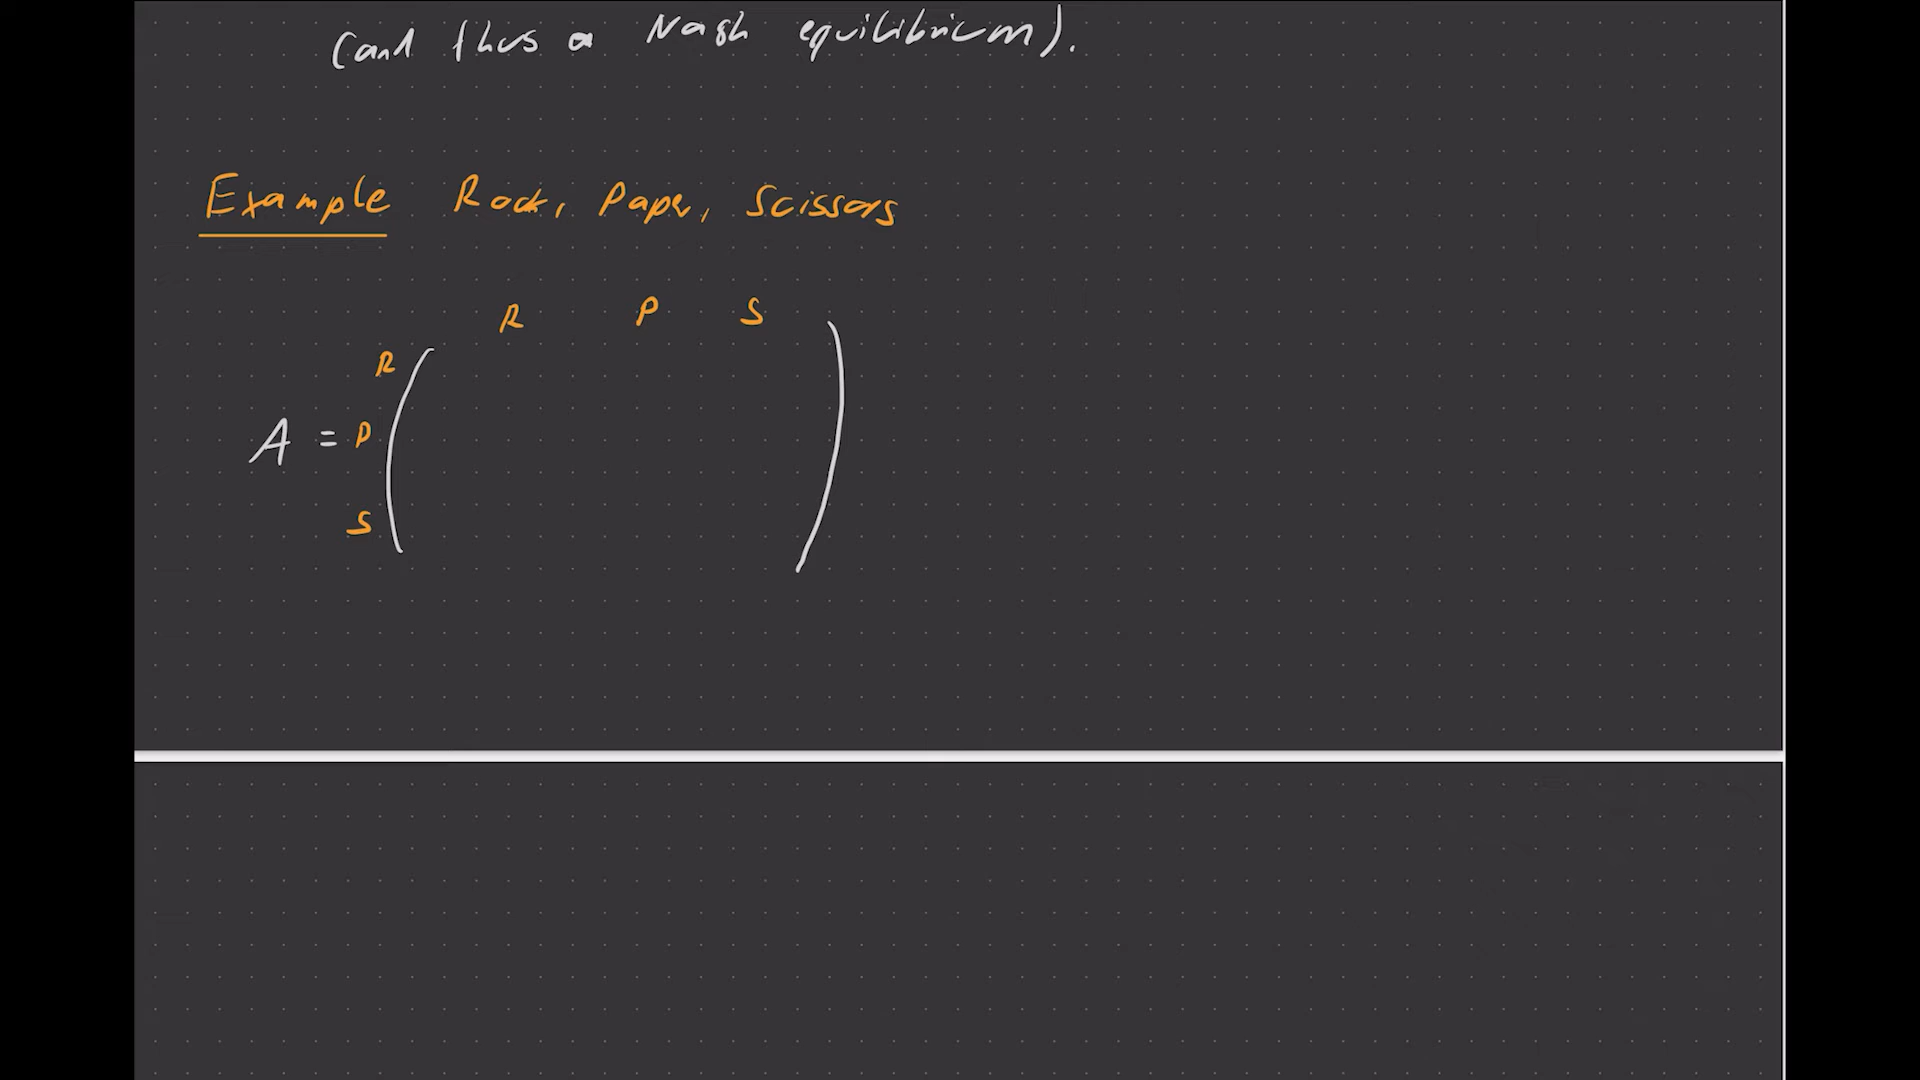 (and thus a Nash equilibrium).
Example Rock, Paper, Scissors
R P S
R
A = P
S